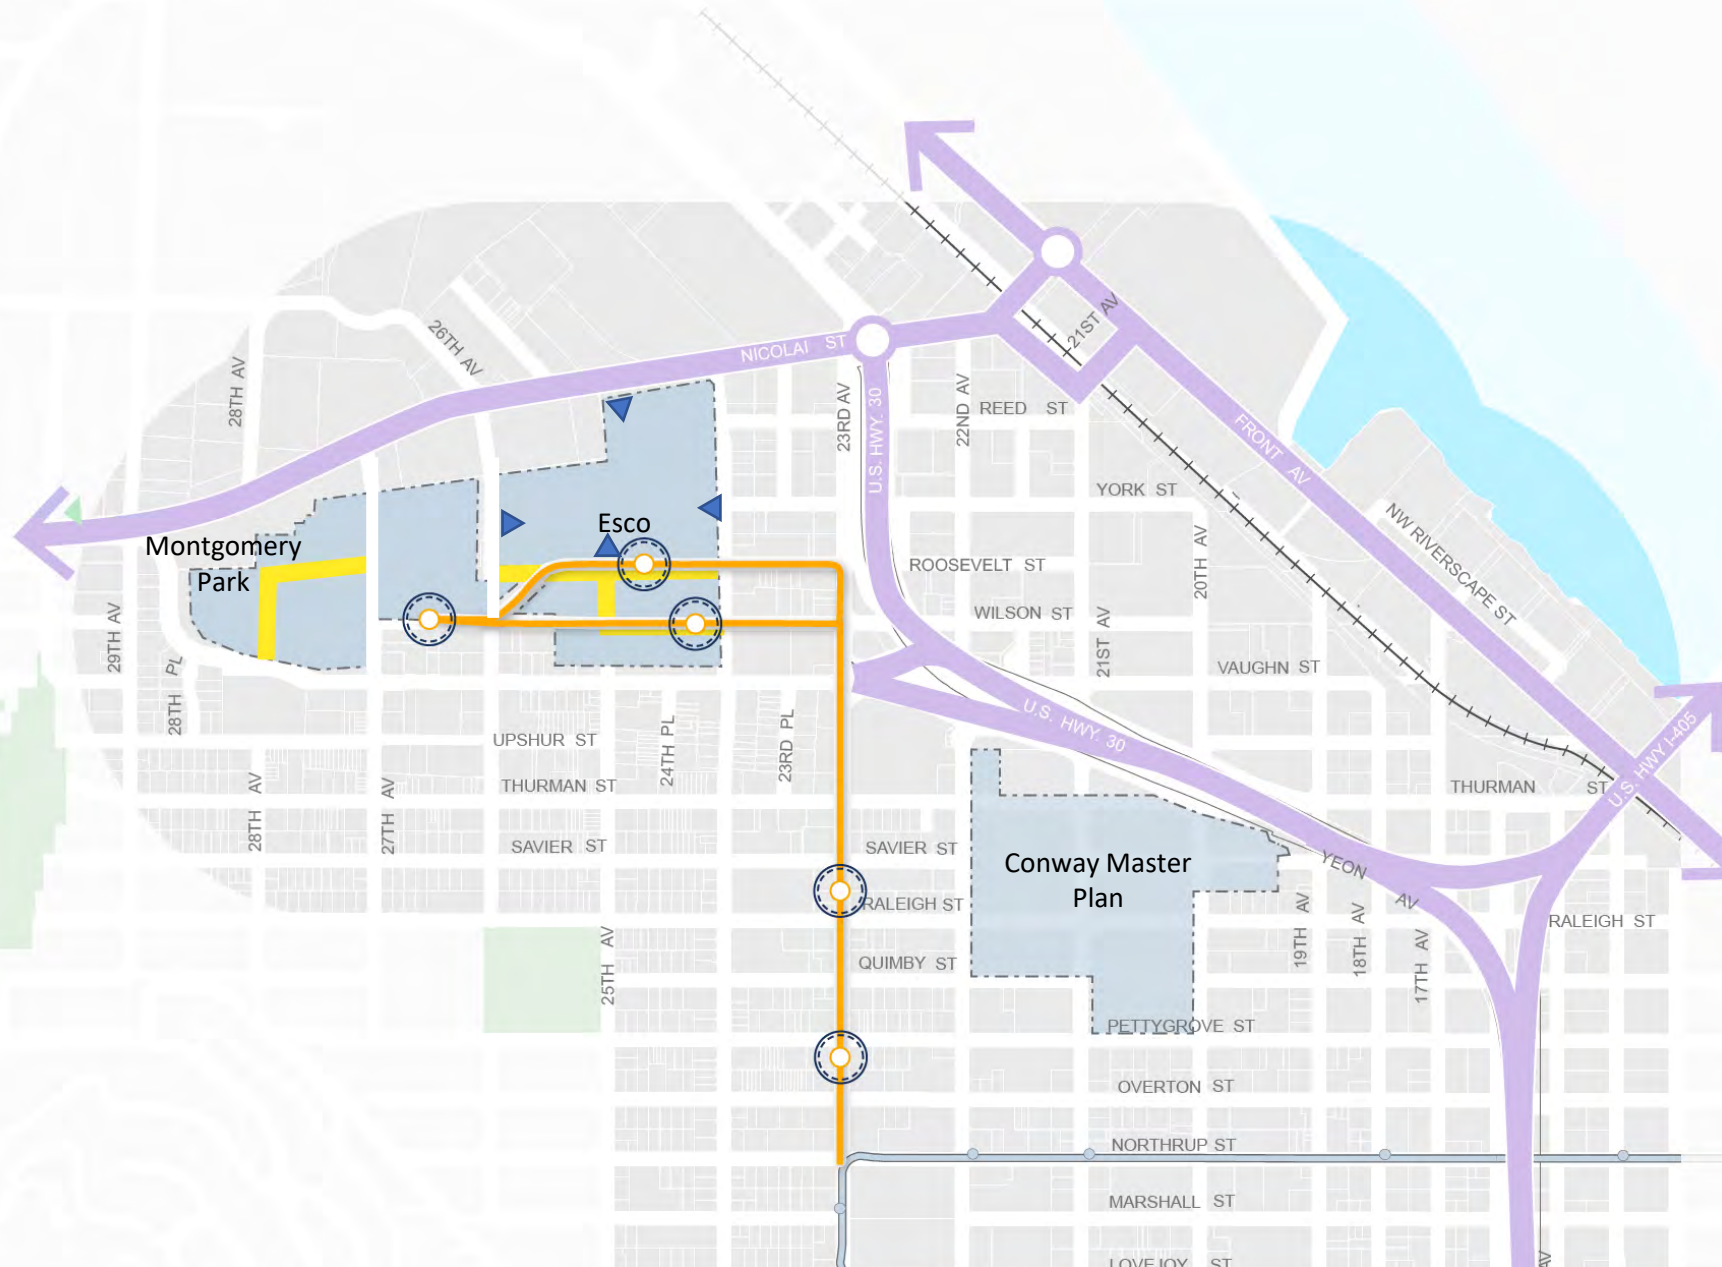 21ST AV
NICOLAI ST
26TH AV
28TH AV
23RD AV
U.S. HWY. 30
22ND AV
REED ST
FRONT AV
YORK ST
NW RIVERSCAPE ST
Esco
Montgomery
Park
ROOSEVELT ST
20TH AV
WILSON ST
29TH AV
28TH PL
21ST AV
VAUGHN ST
U.S. HWY. 30
U.S. HWY I-405
UPSHUR ST
24TH PL
23RD PL
THURMAN ST
THURMAN ST
28TH AV
27TH AV
SAVIER ST
SAVIER ST
Conway Master
Plan
YEON AV
RALEIGH ST
RALEIGH ST
19TH AV
18TH AV
17TH AV
25TH AV
QUIMBY ST
PETTYGROVE ST
OVERTON ST
NORTHRUP ST
MARSHALL ST
LOVEJOY ST
AV